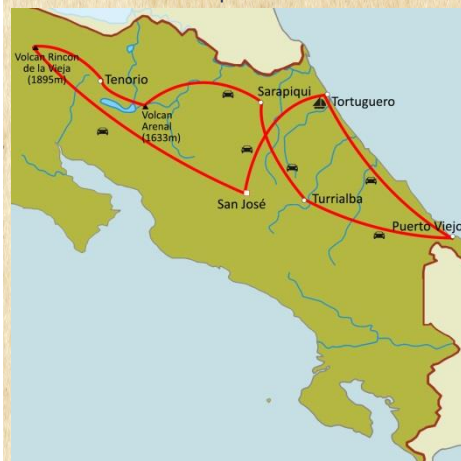 Volcan Rincon
de la Vieja
(1895m)
Tenorio
Volcan
Arenal
(1633m)
Sarapiqui
Tortuguero
San José
Turrialba
Puerto Viejo